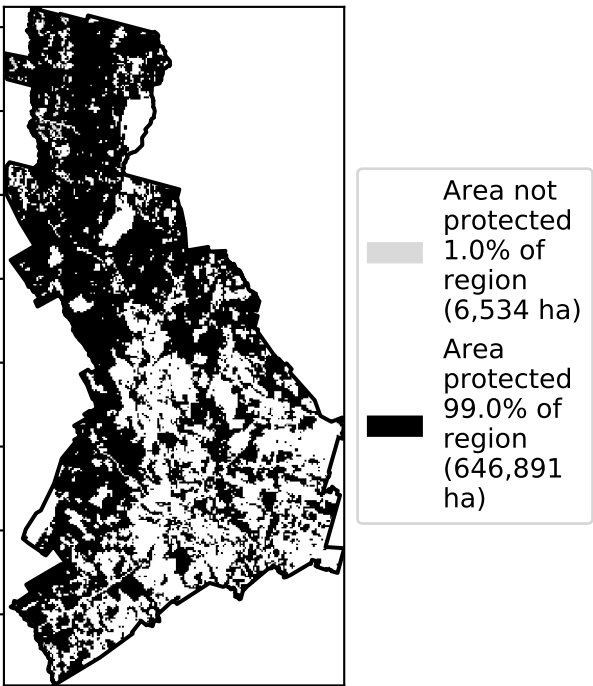 Area not
protected
1.0% of
region
(6,534 ha)
Area
protected
99.0% of
region
(646,891
ha)